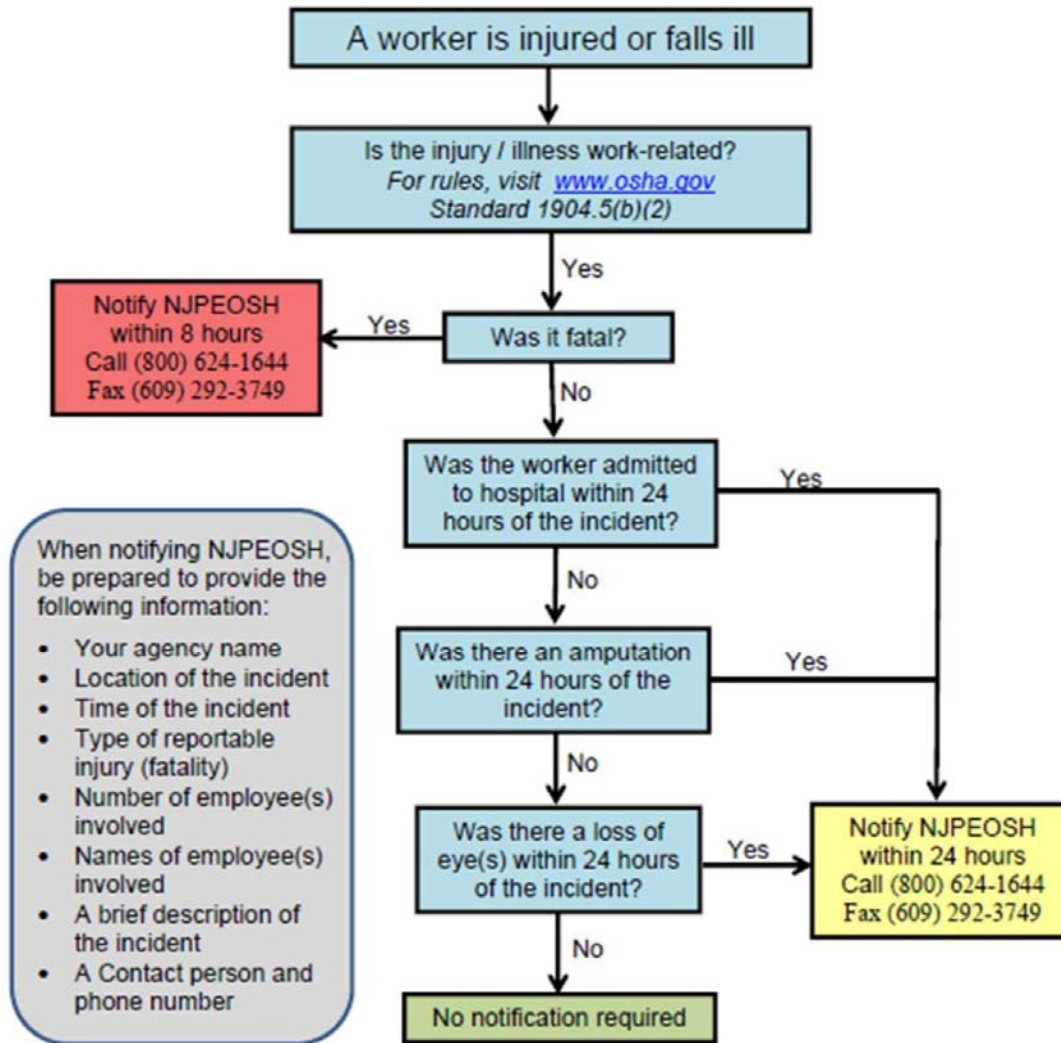 A worker is injured or falls ill
Is the injury / illness work-related?
For rules, visit www.osha.gov
Standard 1904.5(b)(2)
Yes
Notify NJPEOSH
within 8 hours
Call (800) 624-1644
Fax (609) 292-3749
Yes
Was it fatal?
No
Was the worker admitted
to hospital within 24
hours of the incident?
Yes
No
Was there an amputation
within 24 hours of the
incident?
Yes
No
Was there a loss of
eye(s) within 24 hours
of the incident?
Yes
Notify NJPEOSH
within 24 hours
Call (800) 624-1644
Fax (609) 292-3749
No
No notification required
When notifying NJPEOSH,
be prepared to provide the
following information:
• Your agency name
• Location of the incident
• Time of the incident
• Type of reportable
injury (fatality)
• Number of employee(s)
involved
• Names of employee(s)
involved
• A brief description of
the incident
• A Contact person and
phone number